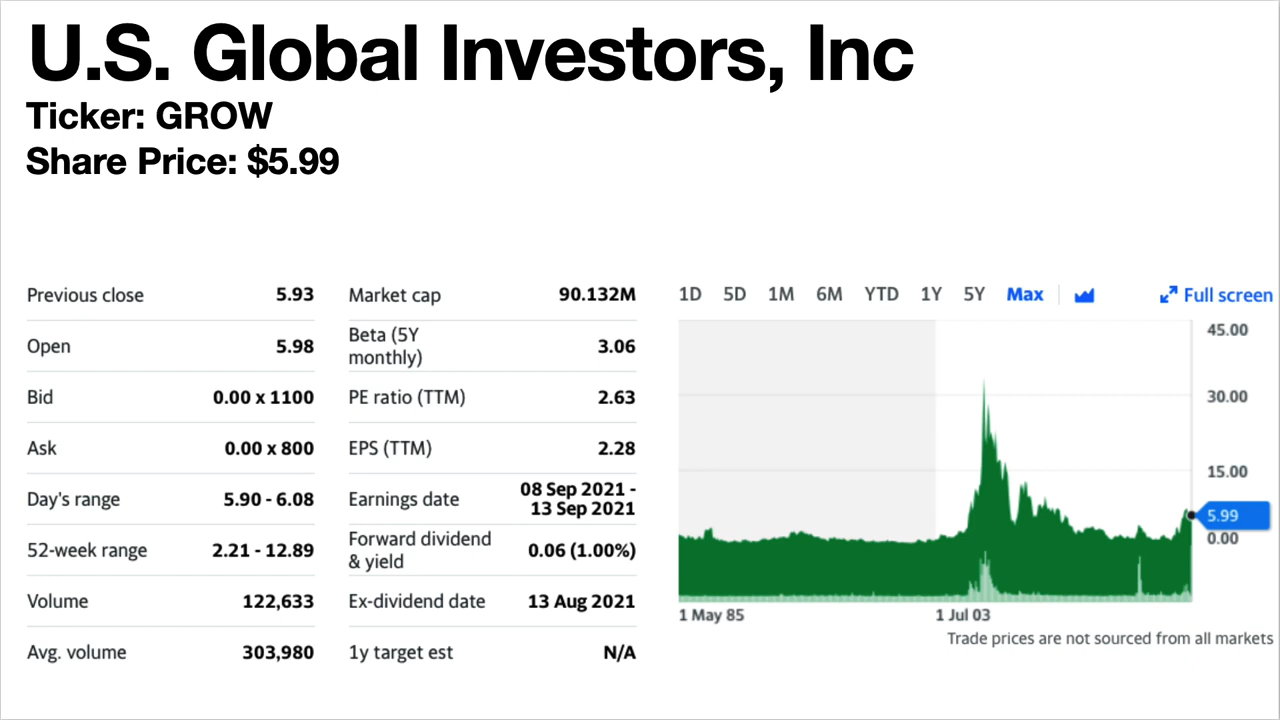 U.S. Global Investors, Inc
Ticker: GROW
Share Price: $5.99
Previous close 5.93
Open 5.98
Bid 0.00 x 1100
Ask 0.00 x 800
Day's range 5.90 - 6.08
52-week range 2.21 - 12.89
Volume 122,633
Avg. volume 303,980
Market cap 90.132M
Beta (5Y
monthly) 3.06
PE ratio (TTM) 2.63
EPS (TTM) 2.28
Earnings date 08 Sep 2021 -
13 Sep 2021
Forward dividend
& yield 0.06 (1.00%)
Ex-dividend date 13 Aug 2021
1y target est N/A
1D 5D 1M 6M YTD 1Y 5Y Max Full screen
45.00
30.00
15.00
5.99
0.00
1 May 85 1 Jul 03
Trade prices are not sourced from all markets